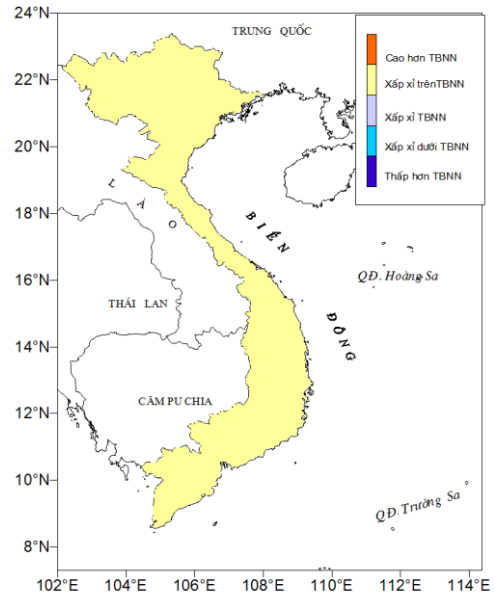 24°N
22°N
20°N
18°N
16°N
14°N
12°N
10°N
8°N
102°E
104°E
106°E
108°E
110°E
112°E
114°E
TRUNG QUỐC
Cao hơn TBNN
Xấp xỉ trênTBNN
Xấp xỉ TBNN
Xấp xỉ dưới TBNN
Thấp hơn TBNN
LÀO
BIỂN
ĐÔNG
QĐ. Hoàng Sa
THÁI LAN
CĂM PU CHIA
QĐ. Trường Sa